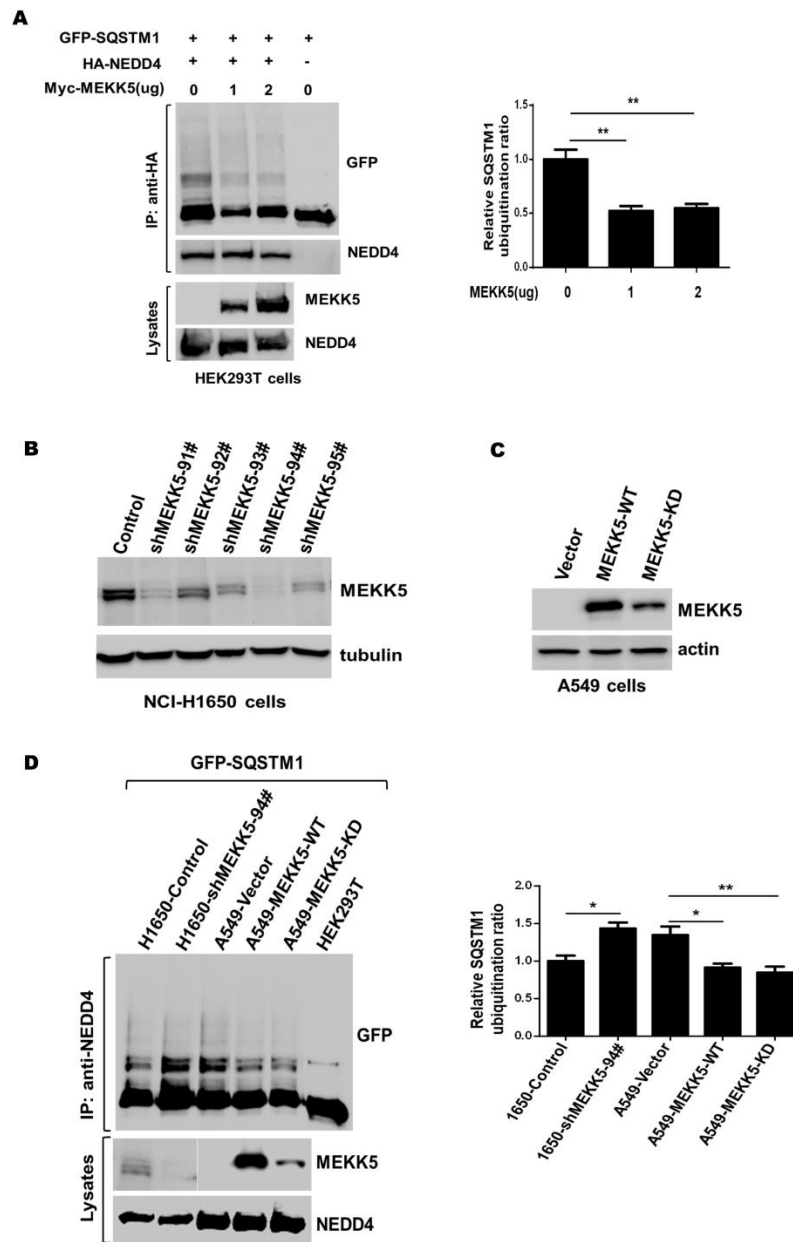 A
GFP-SQSTM1 + + + +
HA-NEDD4 + + + -
Myc-MEKK5(ug) 0 1 2 0
IP: anti-HA
GFP
NEDD4
Lysates
MEKK5
NEDD4
HEK293T cells
Relative SQSTM1
ubiquitination ratio
1.5
1.0
0.5
0.0
**
**
MEKK5(ug) 0 1 2
B
Control
shMEKK5-91#
shMEKK5-92#
shMEKK5-93#
shMEKK5-94#
shMEKK5-95#
MEKK5
tubulin
NCI-H1650 cells
C
Vector
MEKK5-WT
MEKK5-KD
MEKK5
actin
A549 cells
D
GFP-SQSTM1
H1650-Control
H1650-shMEKK5-94#
A549-Vector
A549-MEKK5-WT
A549-MEKK5-KD
HEK293T
IP: anti-NEDD4
GFP
Lysates
MEKK5
NEDD4
Relative SQSTM1
ubiquitination ratio
2.0
1.5
1.0
0.5
0.0
*
**
*
1650-Control
1650-shMEKK5-94#
A549-Vector
A549-MEKK5-WT
A549-MEKK5-KD